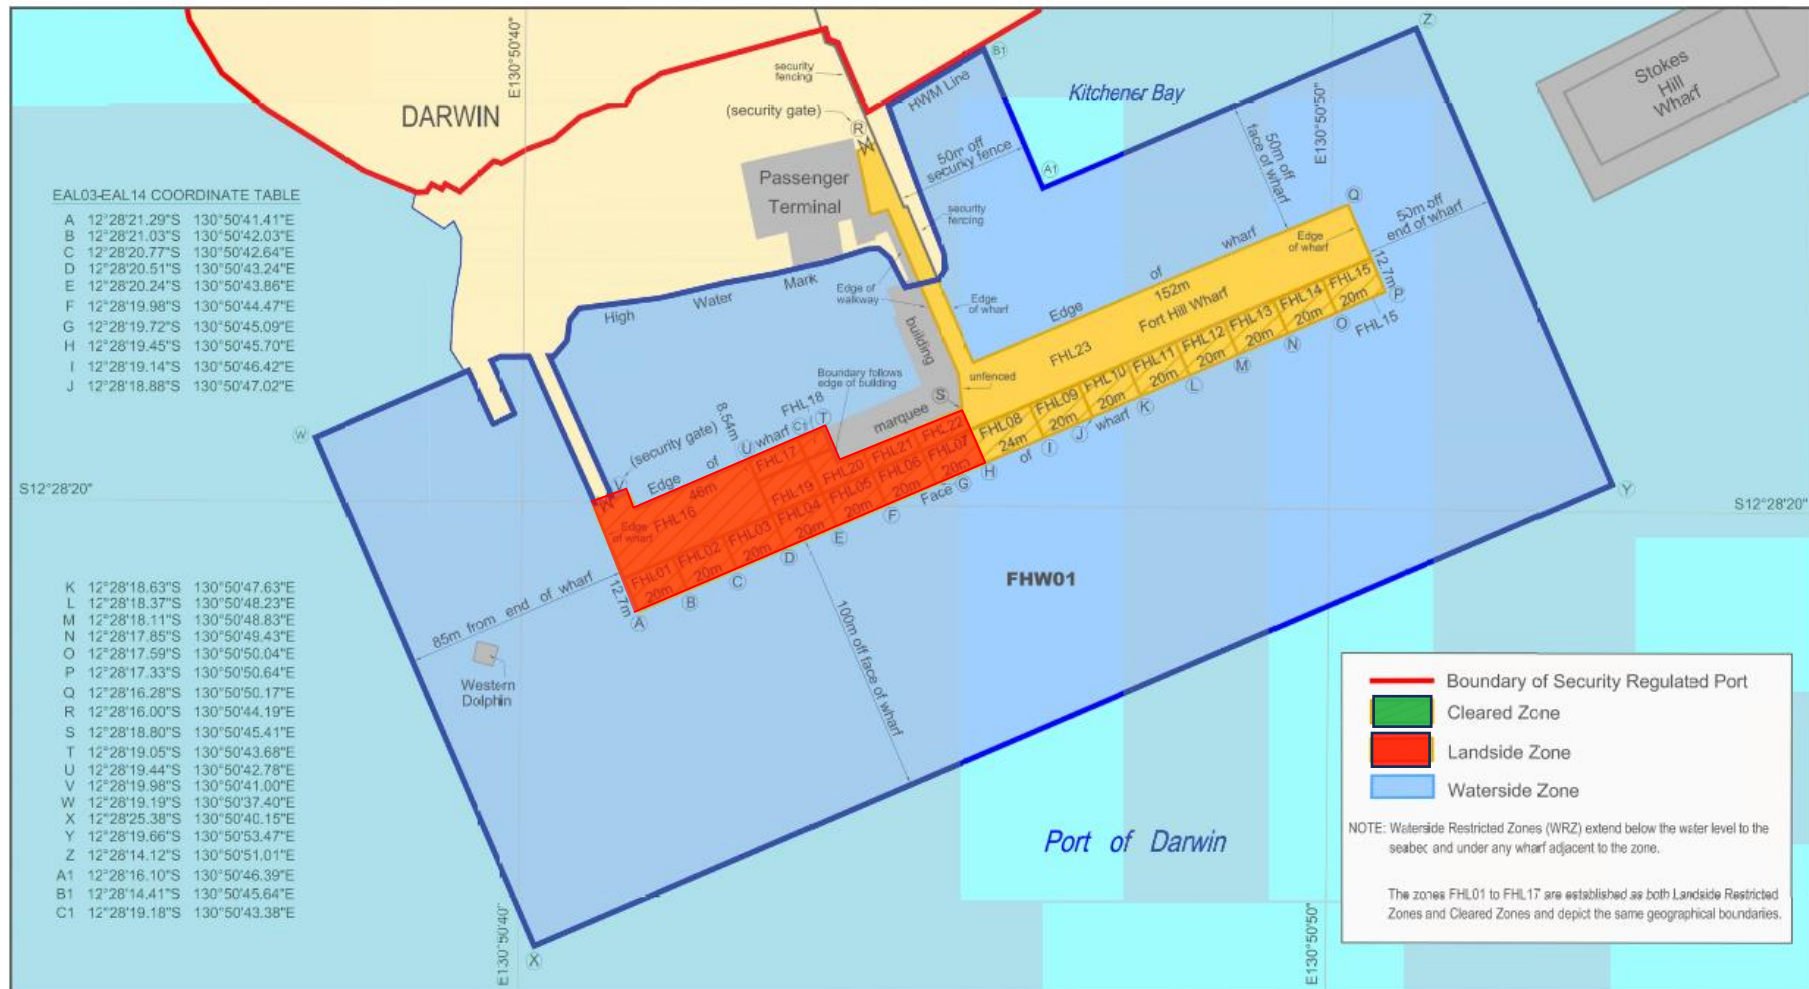 E130°50'40"
DARWIN
security
fencing
(security gate)
R
HWM Line
B1
Kitchener Bay
Z
Stokes
Hill
Wharf
E130°50'50"
50m off
face of wharf
50m off
security fence
A1
Passenger
Terminal
security
fencing
Q
50m off
end of wharf
Edge
of wharf
12.7m
P
EAL03-EAL14 COORDINATE TABLE
A 12°28'21.29"S 130°50'41.41"E
B 12°28'21.03"S 130°50'42.03"E
C 12°28'20.77"S 130°50'42.64"E
D 12°28'20.51"S 130°50'43.24"E
E 12°28'20.24"S 130°50'43.86"E
F 12°28'19.98"S 130°50'44.47"E
G 12°28'19.72"S 130°50'45.09"E
H 12°28'19.45"S 130°50'45.70"E
I 12°28'19.14"S 130°50'46.42"E
J 12°28'18.88"S 130°50'47.02"E
High Water Mark
Edge of
walkway
Edge
of wharf
building
Edge of wharf
152m
Fort Hill Wharf
FHL23
unfenced
Boundary follows
edge of building
S
marquee
FHL15
20m
FHL15
FHL14
20m
O
FHL13
20m
N
FHL12
20m
M
FHL11
20m
L
FHL10
20m
K
FHL09
20m
J
FHL08
24m
I
H
Face of wharf
W
S12°28'20"
S12°28'20"
Y
(security gate)
V
Edge of wharf
46m
8.54m
U
C1
FHL18
T
FHL17
FHL16
Edge
of wharf
FHL19
FHL20
FHL21
FHL22
FHL01
20m
FHL02
20m
FHL03
20m
FHL04
20m
FHL05
20m
FHL06
20m
FHL07
20m
12.7m
A
B
C
D
E
F
G
85m from end of wharf
100m off face of wharf
Western
Dolphin
FHW01
Port of Darwin
K 12°28'18.63"S 130°50'47.63"E
L 12°28'18.37"S 130°50'48.23"E
M 12°28'18.11"S 130°50'48.83"E
N 12°28'17.85"S 130°50'49.43"E
O 12°28'17.59"S 130°50'50.04"E
P 12°28'17.33"S 130°50'50.64"E
Q 12°28'16.28"S 130°50'50.17"E
R 12°28'16.00"S 130°50'44.19"E
S 12°28'18.80"S 130°50'45.41"E
T 12°28'19.05"S 130°50'43.68"E
U 12°28'19.44"S 130°50'42.78"E
V 12°28'19.98"S 130°50'41.00"E
W 12°28'19.19"S 130°50'37.40"E
X 12°28'25.38"S 130°50'40.15"E
Y 12°28'19.66"S 130°50'53.47"E
Z 12°28'14.12"S 130°50'51.01"E
A1 12°28'16.10"S 130°50'46.39"E
B1 12°28'14.41"S 130°50'45.64"E
C1 12°28'19.18"S 130°50'43.38"E
E130°50'40"
X
E130°50'50"
Boundary of Security Regulated Port
Cleared Zone
Landside Zone
Waterside Zone
NOTE: Waterside Restricted Zones (WRZ) extend below the water level to the
seabed and under any wharf adjacent to the zone.
The zones FHL01 to FHL17 are established as both Landside Restricted
Zones and Cleared Zones and depict the same geographical boundaries.